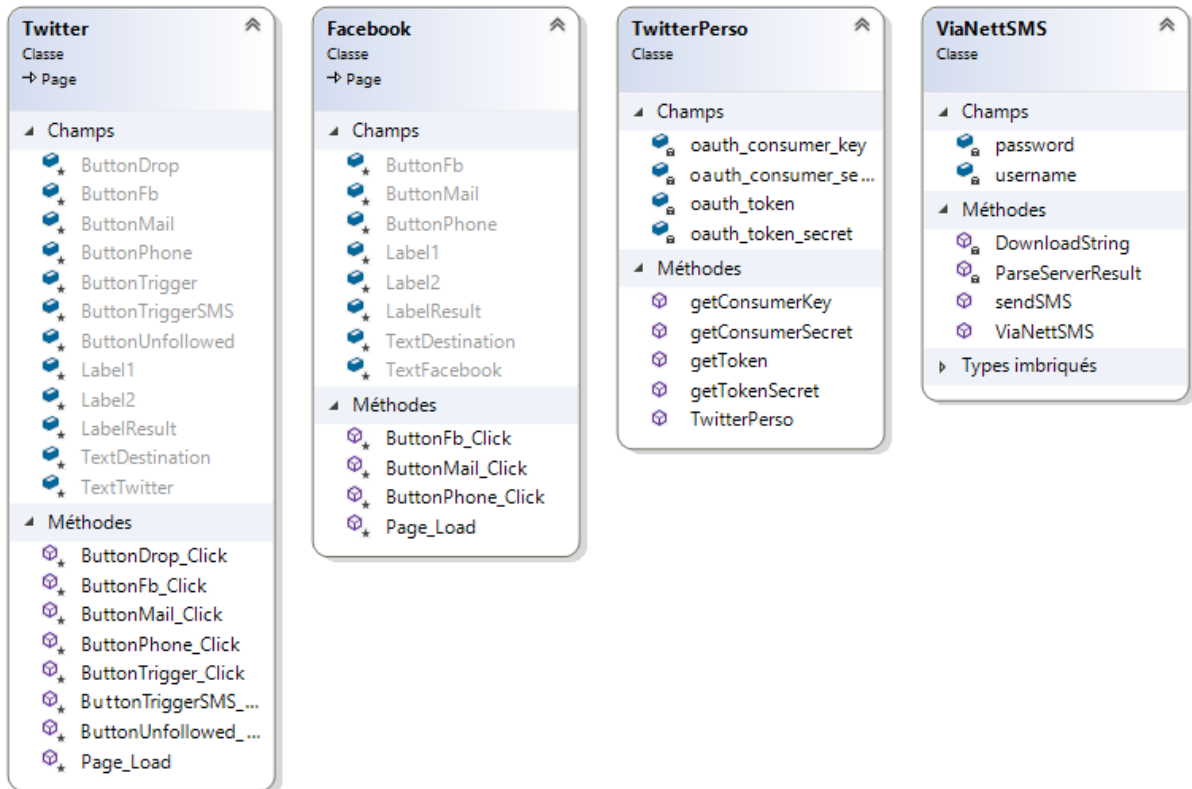 Twitter
Classe
Page
Champs
ButtonDrop
ButtonFb
ButtonMail
ButtonPhone
ButtonTrigger
ButtonTriggerSMS
ButtonUnfollowed
Label1
Label2
LabelResult
TextDestination
TextTwitter
Méthodes
ButtonDrop_Click
ButtonFb_Click
ButtonMail_Click
ButtonPhone_Click
ButtonTrigger_Click
ButtonTriggerSMS_...
ButtonUnfollowed_...
Page_Load
Facebook
Classe
Page
Champs
ButtonFb
ButtonMail
ButtonPhone
Label1
Label2
LabelResult
TextDestination
TextFacebook
Méthodes
ButtonFb_Click
ButtonMail_Click
ButtonPhone_Click
Page_Load
TwitterPerso
Classe
Champs
oauth_consumer_key
oauth_consumer_se...
oauth_token
oauth_token_secret
Méthodes
getConsumerKey
getConsumerSecret
getToken
getTokenSecret
TwitterPerso
ViaNettSMS
Classe
Champs
password
username
Méthodes
DownloadString
ParseServerResult
sendSMS
ViaNettSMS
Types imbriqués